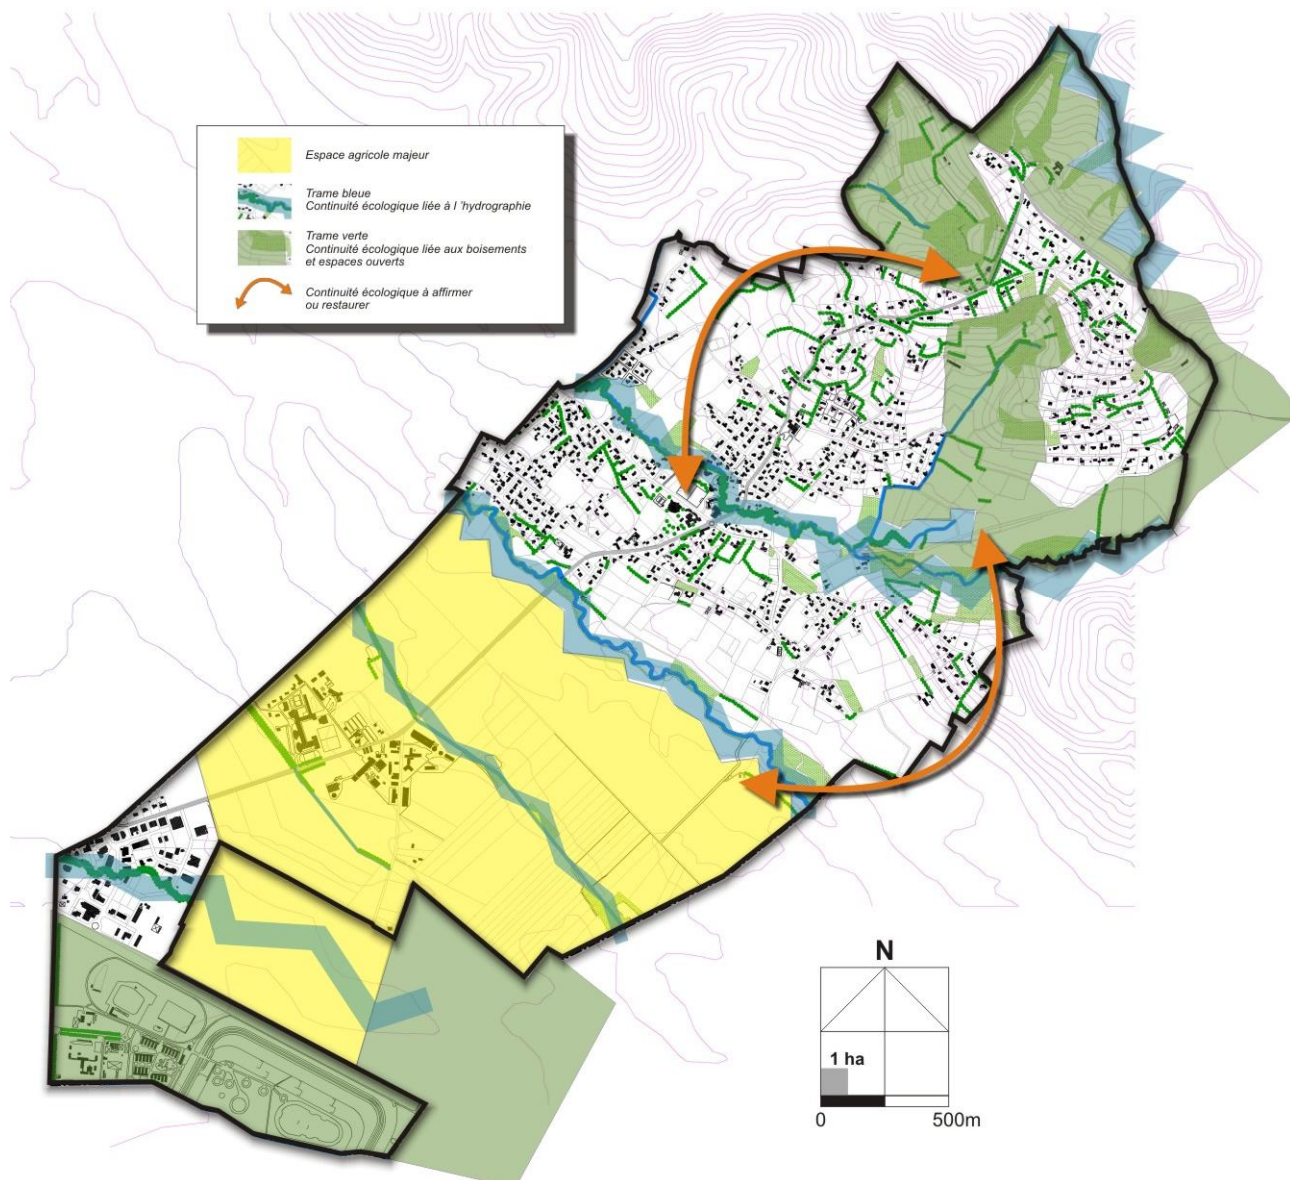 Espace agricole majeur
Trame bleue
Continuité écologique liée à l 'hydrographie
Trame verte
Continuité écologique liée aux boisements
et espaces ouverts
Continuité écologique à affirmer
ou restaurer
N
1 ha
0
500m